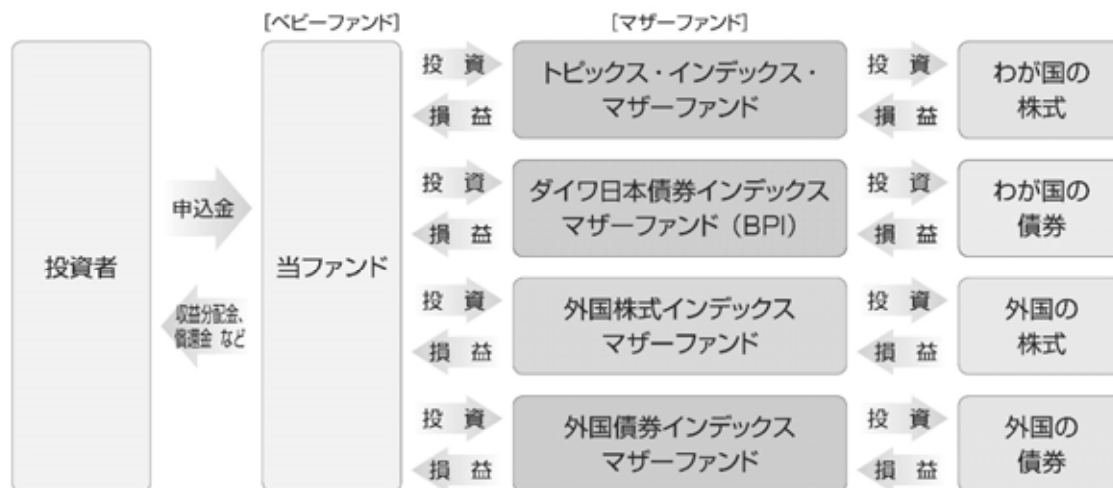 [ベビーファンド]
[マザーファンド]
投資者
申込金
収益分配金、
償還金 など
当ファンド
投 資
損 益
トピックス・インデックス・
マザーファンド
投 資
損 益
わが国の
株式
投 資
損 益
ダイワ日本債券インデックス
マザーファンド（BPI）
投 資
損 益
わが国の
債券
投 資
損 益
外国株式インデックス
マザーファンド
投 資
損 益
外国の
株式
投 資
損 益
外国債券インデックス
マザーファンド
投 資
損 益
外国の
債券